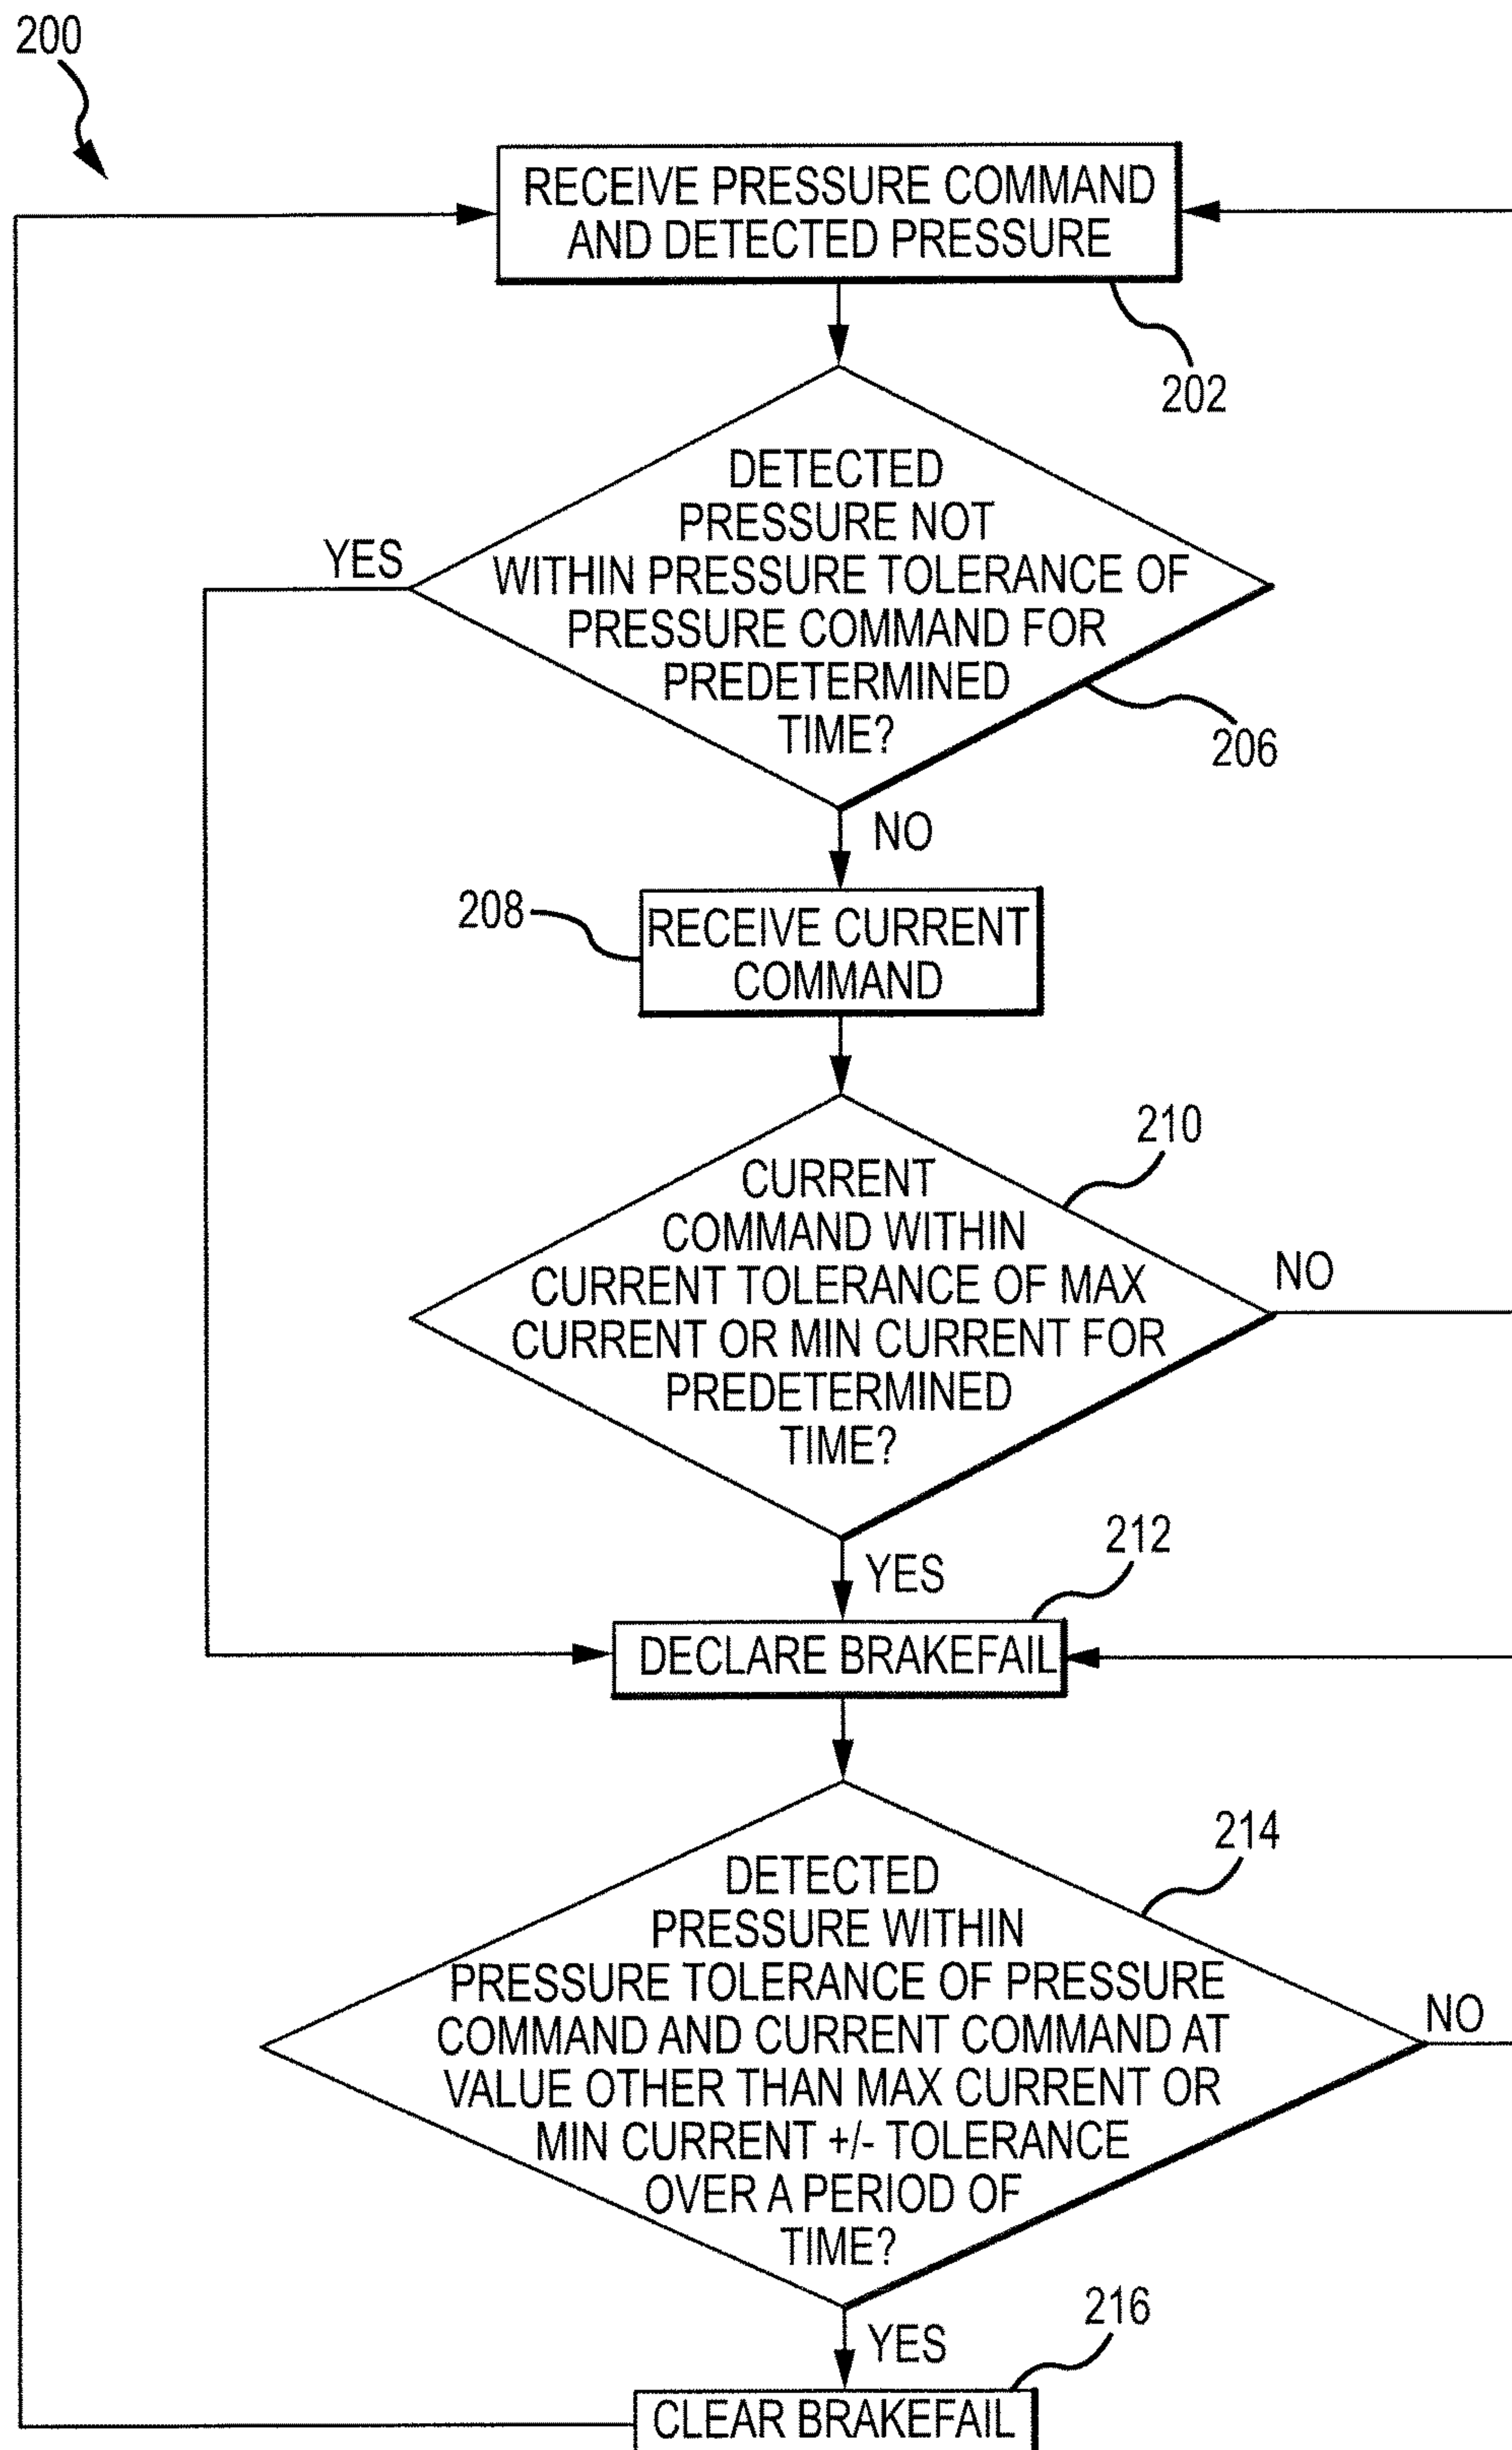 200
RECEIVE PRESSURE COMMAND
AND DETECTED PRESSURE
202
DETECTED
PRESSURE NOT
WITHIN PRESSURE TOLERANCE OF
PRESSURE COMMAND FOR
PREDETERMINED
TIME?
YES
206
NO
208
RECEIVE CURRENT
COMMAND
210
CURRENT
COMMAND WITHIN
CURRENT TOLERANCE OF MAX
CURRENT OR MIN CURRENT FOR
PREDETERMINED
TIME?
NO
YES
212
DECLARE BRAKEFAIL
214
DETECTED
PRESSURE WITHIN
PRESSURE TOLERANCE OF PRESSURE
COMMAND AND CURRENT COMMAND AT
VALUE OTHER THAN MAX CURRENT OR
MIN CURRENT +/- TOLERANCE
OVER A PERIOD OF
TIME?
NO
YES
216
CLEAR BRAKEFAIL